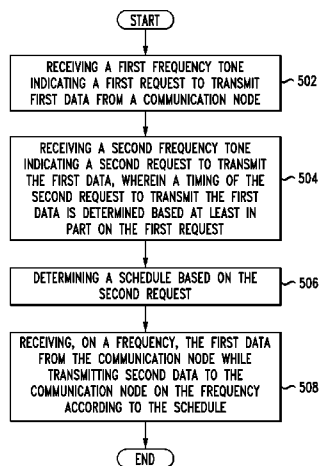 START
RECEIVING A FIRST FREQUENCY TONE
INDICATING A FIRST REQUEST TO TRANSMIT
FIRST DATA FROM A COMMUNICATION NODE
502
RECEIVING A SECOND FREQUENCY TONE
INDICATING A SECOND REQUEST TO TRANSMIT
THE FIRST DATA, WHEREIN A TIMING OF THE
SECOND REQUEST TO TRANSMIT THE FIRST
DATA IS DETERMINED BASED AT LEAST IN
PART ON THE FIRST REQUEST
504
DETERMINING A SCHEDULE BASED ON THE
SECOND REQUEST
506
RECEIVING, ON A FREQUENCY, THE FIRST DATA
FROM THE COMMUNICATION NODE WHILE
TRANSMITTING SECOND DATA TO THE
COMMUNICATION NODE ON THE FREQUENCY
ACCORDING TO THE SCHEDULE
508
END